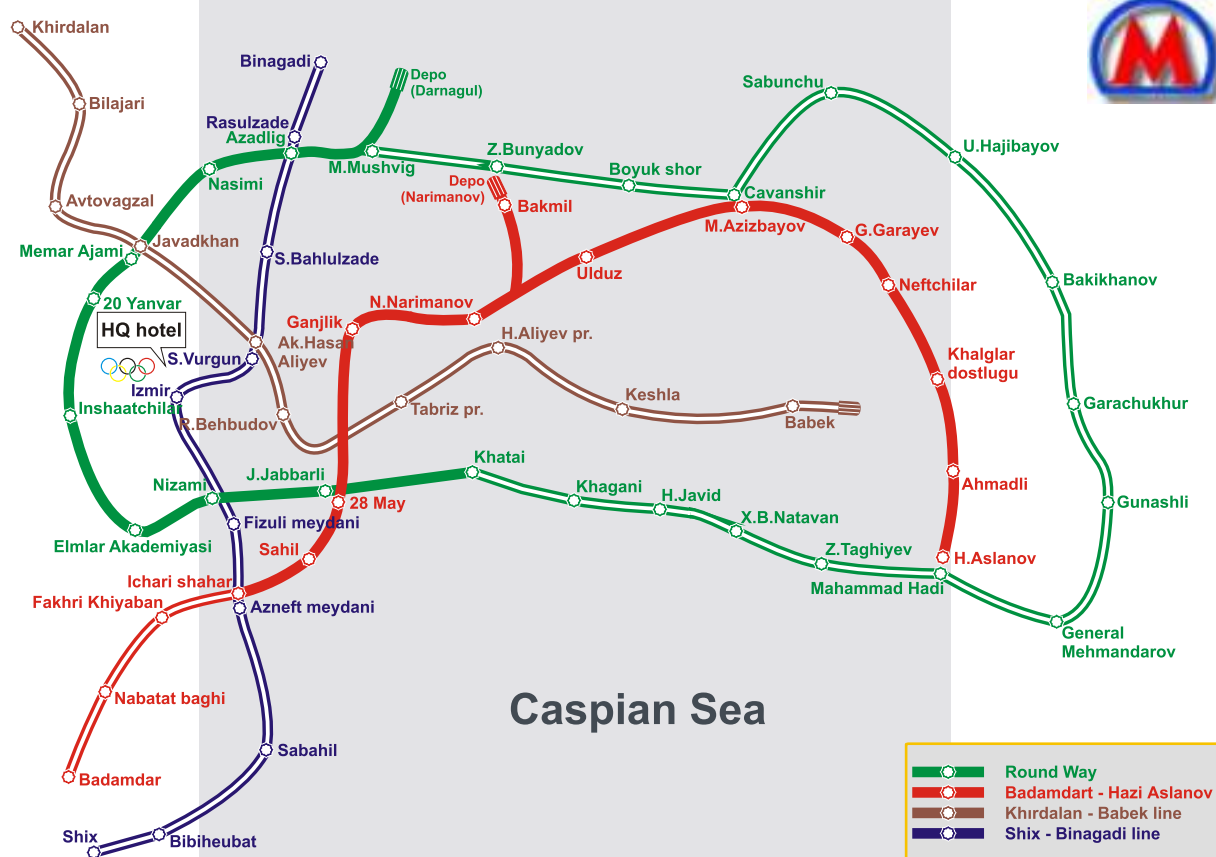 M
Khirdalan
Binagadi
Depo
(Darnagul)
Sabunchu
Bilajari
Rasulzade
Azadlig
M.Mushvig
Z.Bunyadov
U.Hajibayov
Nasimi
Boyuk shor
Depo
(Narimanov)
Cavanshir
Avtovagzal
Bakmil
M.Azizbayov
G.Garayev
Javadkhan
Memar Ajami
S.Bahlulzade
Ulduz
Neftchilar
Bakikhanov
20 Yanvar
N.Narimanov
Ganjlik
HQ hotel
H.Aliyev pr.
Ak.Hasan
Aliyev
S.Vurgun
Khalglar
dostlugu
Izmir
Keshla
Inshaatchilar
Tabriz pr.
Garachukhur
R.Behbudov
Babek
Khatai
J.Jabbarli
Nizami
Khagani
Ahmadli
H.Javid
28 May
Gunashli
Fizuli meydani
X.B.Natavan
Elmlar Akademiyasi
Sahil
Z.Taghiyev
H.Aslanov
Ichari shahar
Mahammad Hadi
Fakhri Khiyaban
Azneft meydani
General
Mehmandarov
Nabatat baghi
Caspian Sea
Sabahil
Badamdar
Shix
Bibiheubat
Round Way
Badamdart - Hazi Aslanov
Khırdalan - Babek line
Shix - Binagadi line